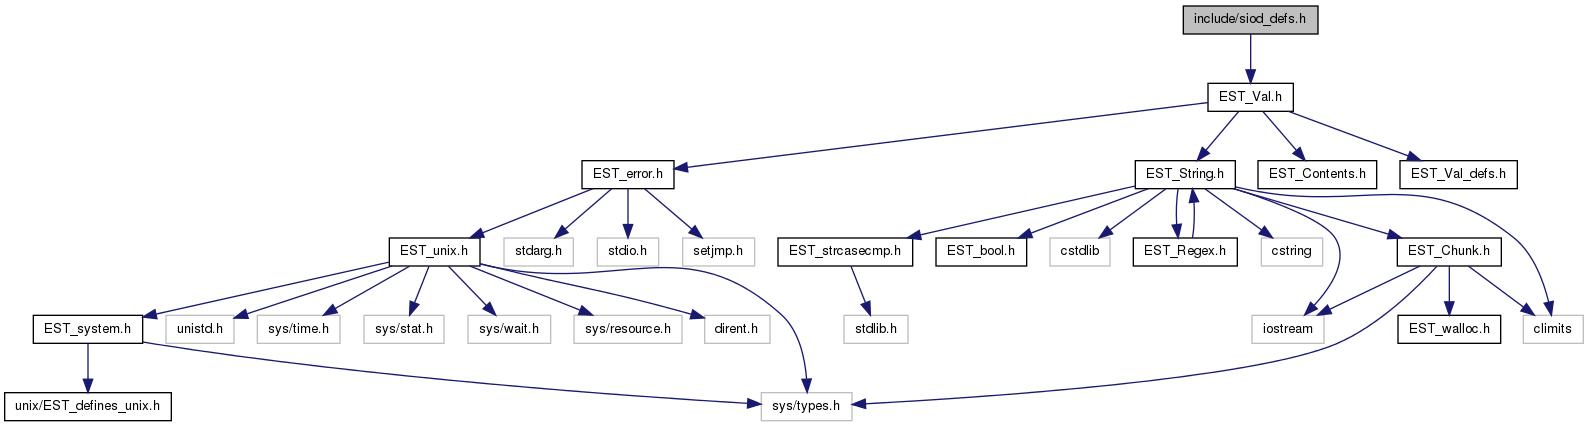 include/siod_defs.h
EST_Val.h
EST_error.h
EST_String.h
EST_Contents.h
EST_Val_defs.h
EST_unix.h
stdarg.h
stdio.h
setjmp.h
EST_strcasecmp.h
EST_bool.h
cstdlib
EST_Regex.h
cstring
EST_Chunk.h
EST_system.h
unistd.h
sys/time.h
sys/stat.h
sys/wait.h
sys/resource.h
dirent.h
stdlib.h
iostream
EST_walloc.h
climits
unix/EST_defines_unix.h
sys/types.h